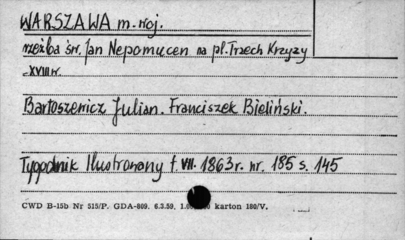 WARSZAWA m. woj.
rzeźba św. Jan Nepomucen na pl. Trzech Krzyży
XVIII w.
Bartoszewicz Julian. Franciszek Bieliński.
Tygodnik Ilustrowany t. VII. 1863 r. nr. 185 s. 145
CWD B-15b Nr 515/P. GDA-809. 6.3.59. karton 180/V.